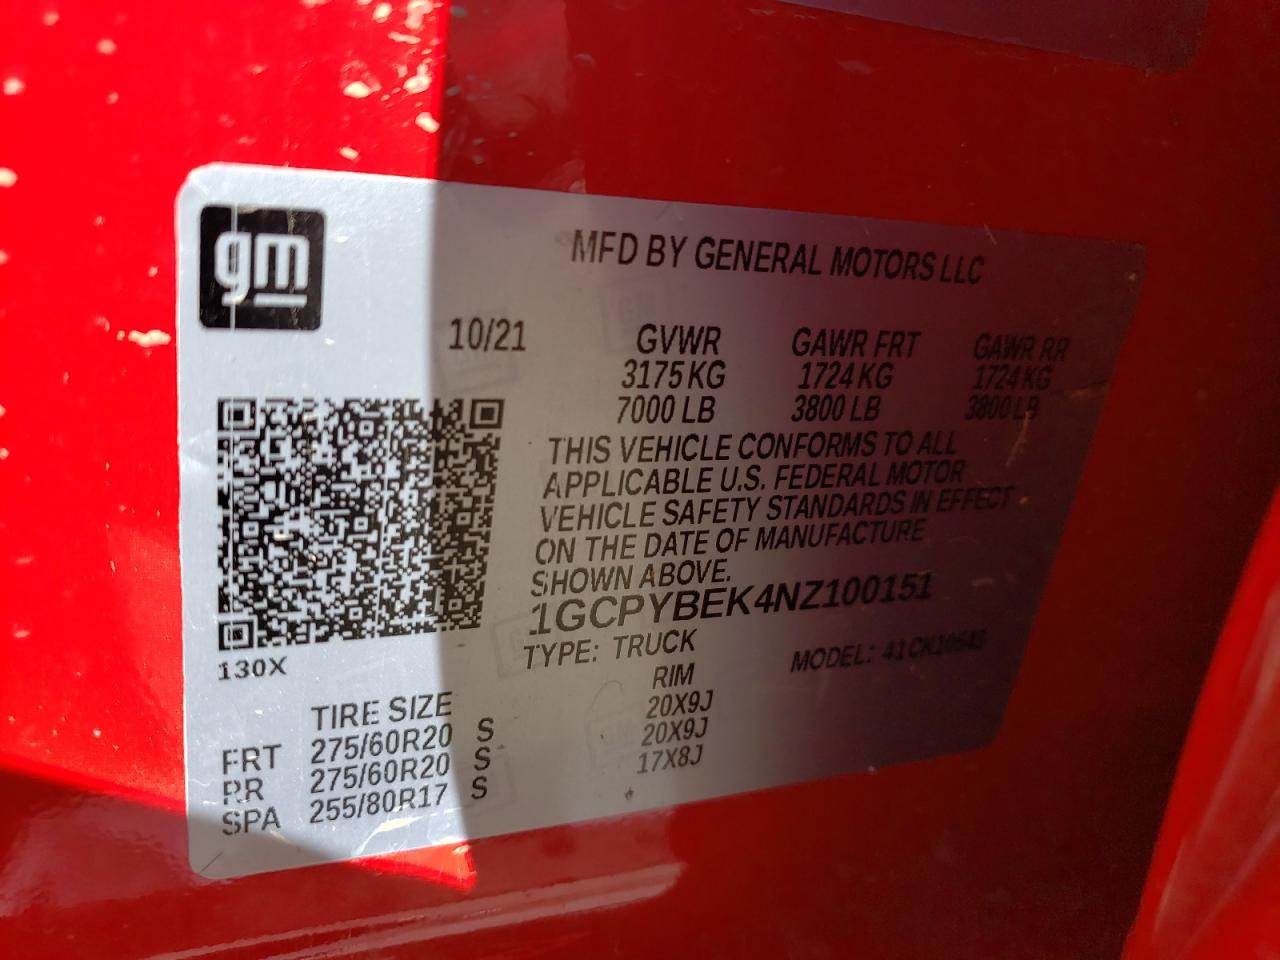 gm
MFD BY GENERAL MOTORS LLC
10/21
GVWR GAWR FRT GAWR RR
3175 KG 1724 KG 1724 KG
7000 LB 3800 LB 3800 LB
THIS VEHICLE CONFORMS TO ALL
APPLICABLE U.S. FEDERAL MOTOR
VEHICLE SAFETY STANDARDS IN EFFECT
ON THE DATE OF MANUFACTURE
SHOWN ABOVE.
1GCPYBEK4NZ100151
TYPE: TRUCK MODEL:
130X
TIRE SIZE RIM
FRT 275/60R20 S 20X9J
RR 275/60R20 S 20X9J
SPA 255/80R17 S 17X8J